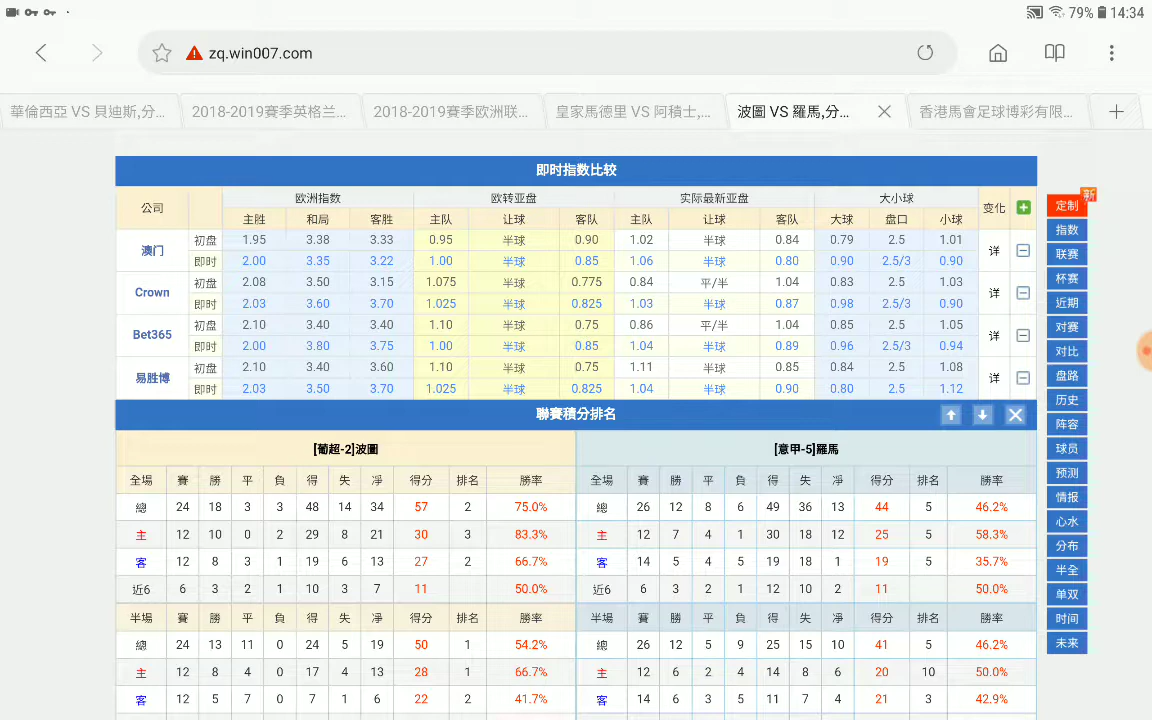 79% 14:34
zq.win007.com
華倫西亞 VS 貝迪斯,分... 2018-2019賽季英格兰... 2018-2019賽季欧洲联... 皇家馬德里 VS 阿積士,... 波圖 VS 羅馬,分... 香港馬會足球博彩有限...
即时指数比较
公司 欧洲指数 欧转亚盘 实际最新亚盘 大小球 变化
主胜 和局 客胜 主队 让球 客队 主队 让球 客队 大球 盘口 小球
澳门 初盘 1.95 3.38 3.33 0.95 半球 0.90 1.02 半球 0.84 0.79 2.5 1.01 详
即时 2.00 3.35 3.22 1.00 半球 0.85 1.06 半球 0.80 0.90 2.5/3 0.90
Crown 初盘 2.08 3.50 3.15 1.075 半球 0.775 0.84 平/半 1.04 0.83 2.5 1.03 详
即时 2.03 3.60 3.70 1.025 半球 0.825 1.03 半球 0.87 0.98 2.5/3 0.90
Bet365 初盘 2.10 3.40 3.40 1.10 半球 0.75 0.86 平/半 1.04 0.85 2.5 1.05 详
即时 2.00 3.80 3.75 1.00 半球 0.85 1.04 半球 0.89 0.96 2.5/3 0.94
易胜博 初盘 2.10 3.40 3.60 1.10 半球 0.75 1.11 半球 0.85 0.84 2.5 1.08 详
即时 2.03 3.50 3.70 1.025 半球 0.825 1.04 半球 0.90 0.80 2.5 1.12
聯賽積分排名
[葡超-2]波圖 [意甲-5]羅馬
全場 賽 勝 平 負 得 失 凈 得分 排名 勝率 全場 賽 勝 平 負 得 失 凈 得分 排名 勝率
總 24 18 3 3 48 14 34 57 2 75.0% 總 26 12 8 6 49 36 13 44 5 46.2%
主 12 10 0 2 29 8 21 30 3 83.3% 主 12 7 4 1 30 18 12 25 5 58.3%
客 12 8 3 1 19 6 13 27 2 66.7% 客 14 5 4 5 19 18 1 19 5 35.7%
近6 6 3 2 1 10 3 7 11 50.0% 近6 6 3 2 1 12 10 2 11 50.0%
半場 賽 勝 平 負 得 失 凈 得分 排名 勝率 半場 賽 勝 平 負 得 失 凈 得分 排名 勝率
總 24 13 11 0 24 5 19 50 1 54.2% 總 26 12 5 9 25 15 10 41 5 46.2%
主 12 8 4 0 17 4 13 28 1 66.7% 主 12 6 2 4 14 8 6 20 10 50.0%
客 12 5 7 0 7 1 6 22 2 41.7% 客 14 6 3 5 11 7 4 21 3 42.9%
新
定制
指数
联赛
杯赛
近期
对赛
对比
盘路
历史
阵容
球员
预测
情报
心水
分布
半全
单双
时间
未来